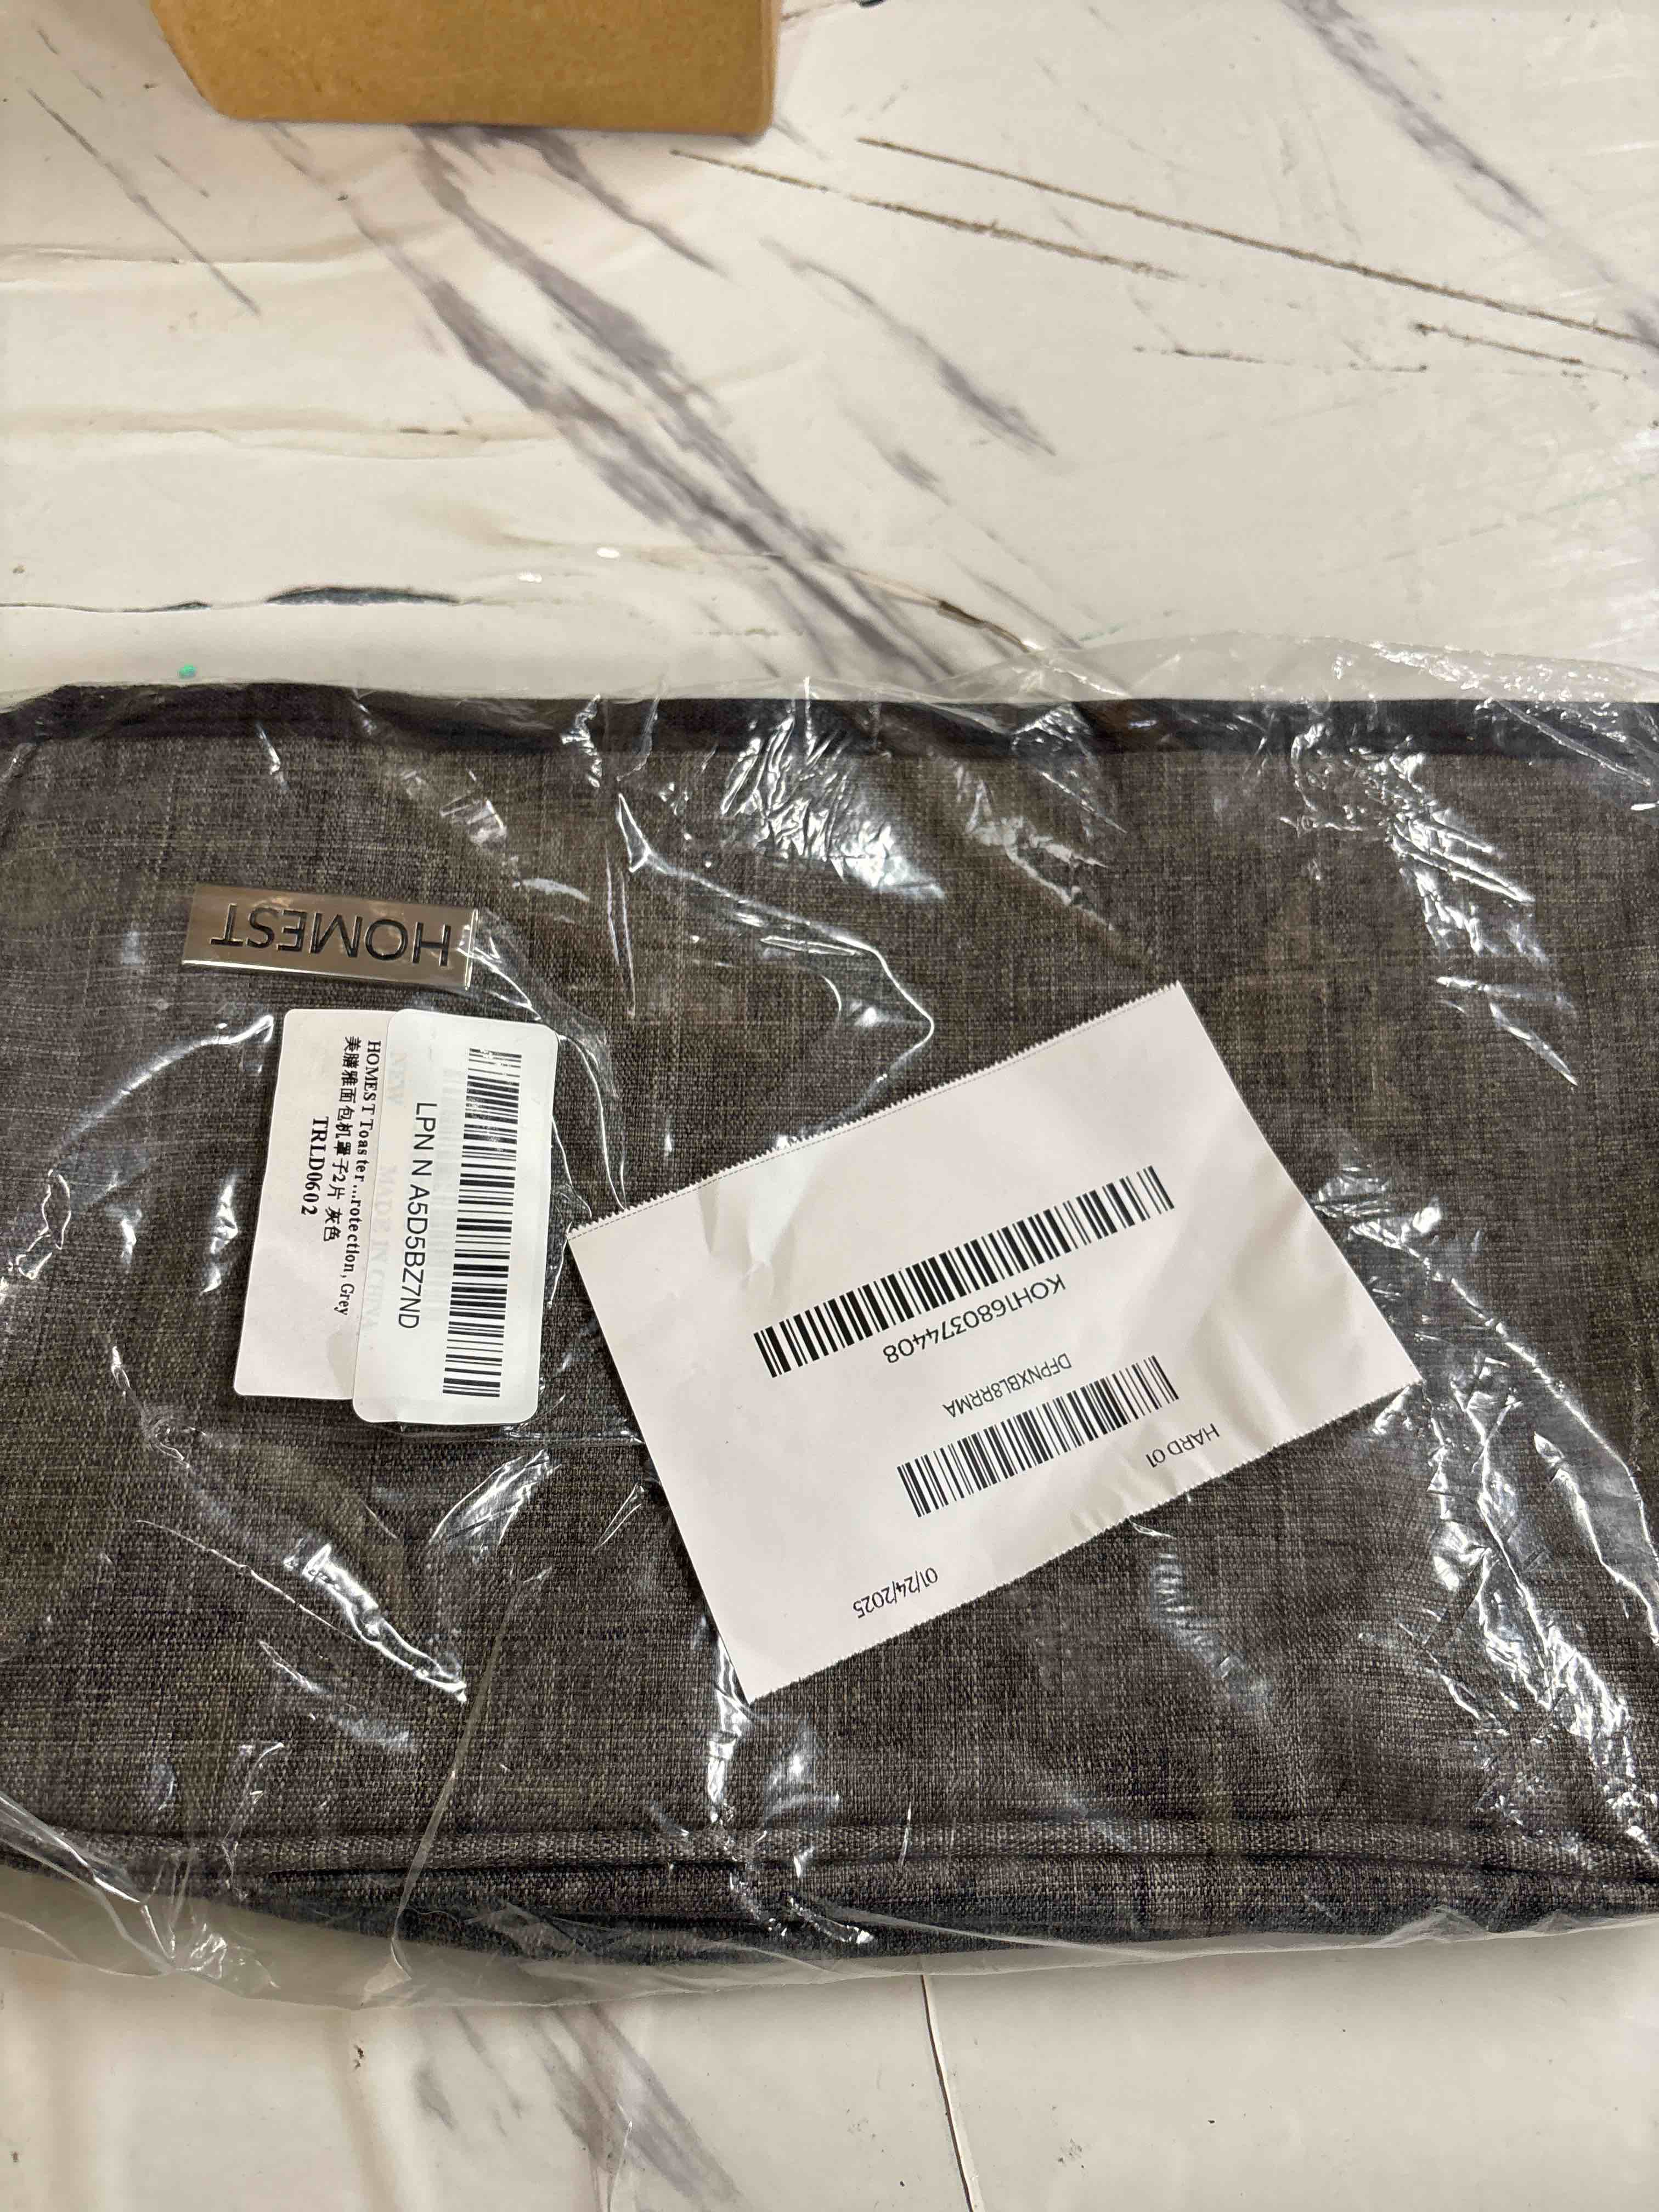 HOMEST
HOMEST Toaster...rotection, Grey
美膳雅面包机罩子2片 灰色
TRLD0602
NEW
MADE IN CHINA
LPN N A5D5BZ7ND
KOH1680374408
DFPNXBL8RRMA
HARD 01
01/24/2025